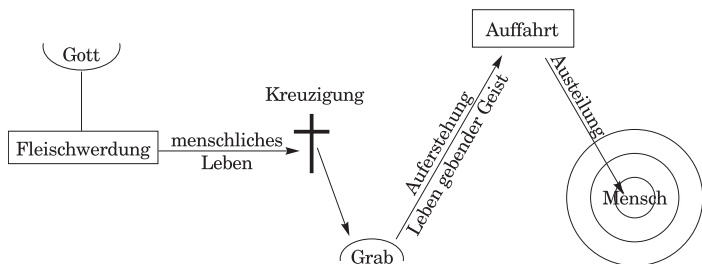 Gott
Fleischwerdung
menschliches
Leben
Kreuzigung
Grab
Auferstehung
Leben gebender Geist
Auffahrt
Austeilung
Mensch